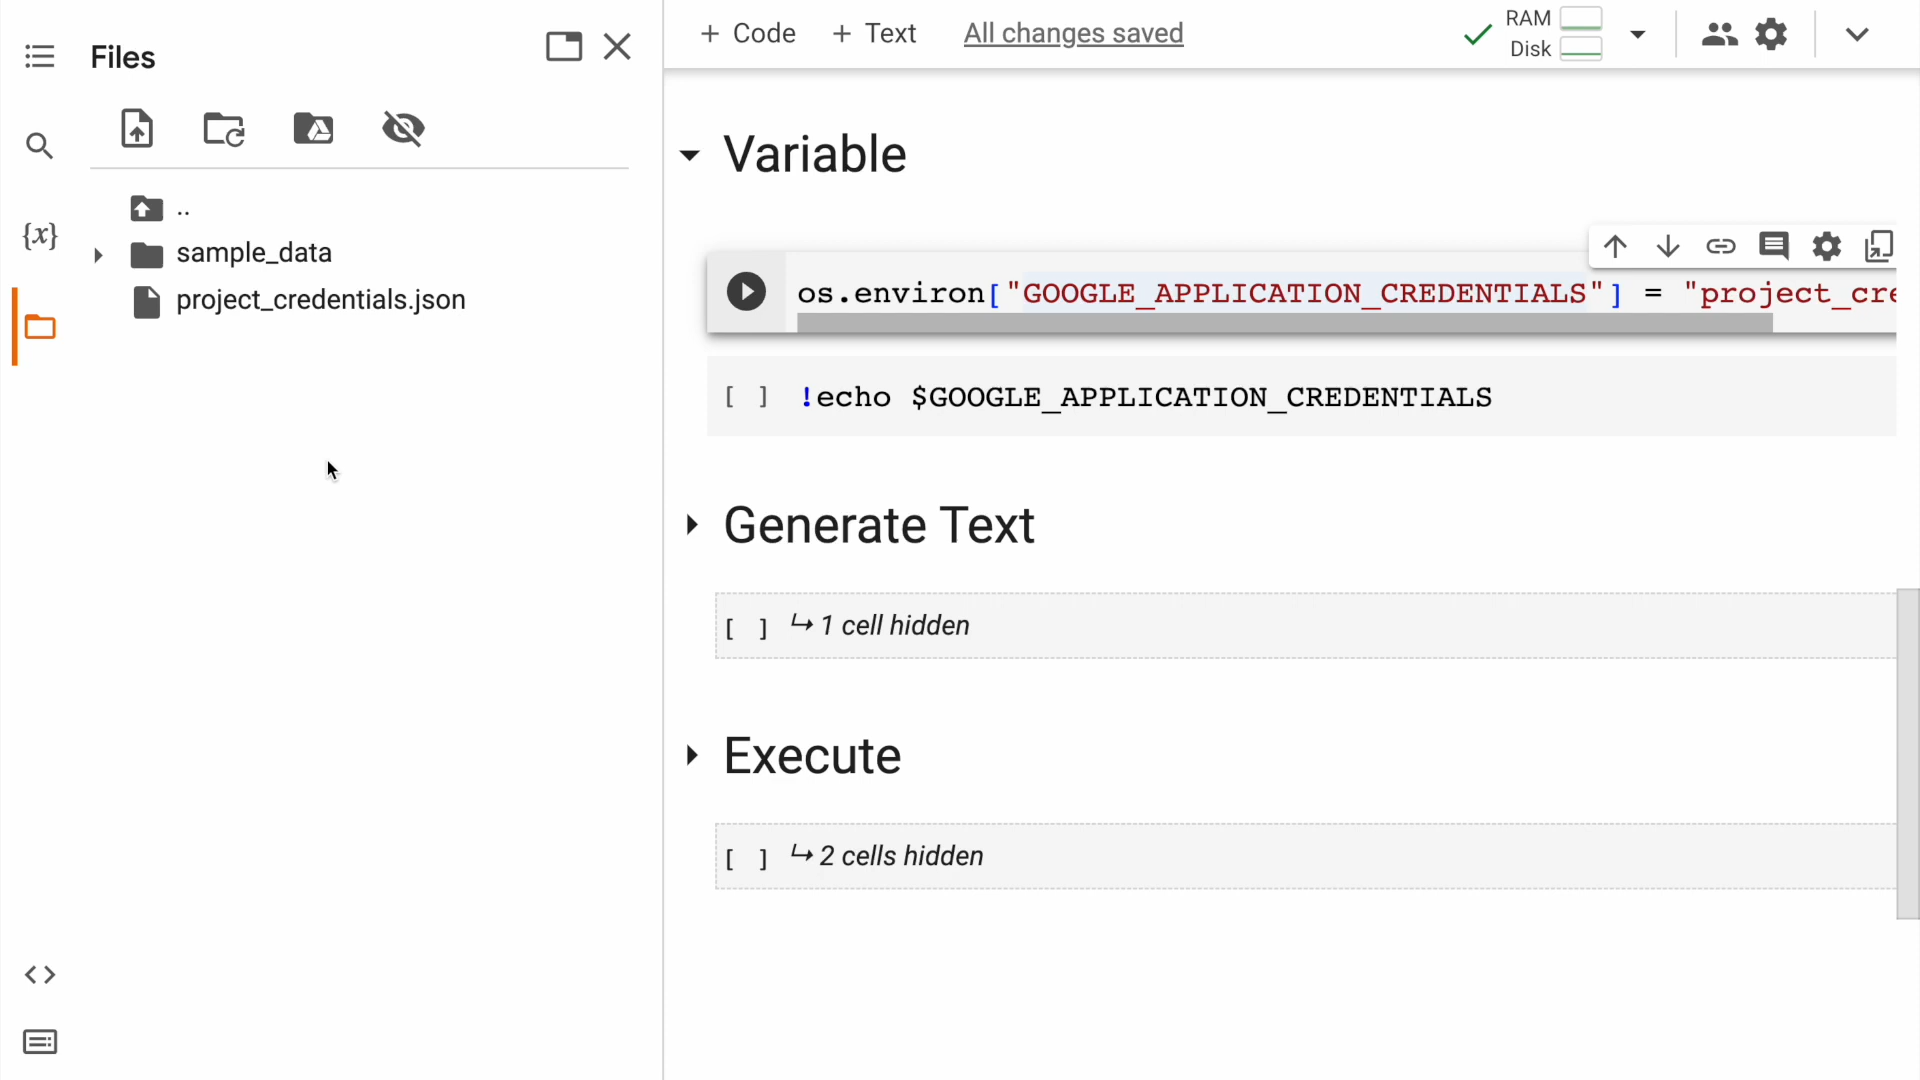 Files
..
sample_data
project_credentials.json
{x}
+ Code + Text All changes saved
RAM
Disk
Variable
os.environ["GOOGLE_APPLICATION_CREDENTIALS"] = "project_cre
[ ] !echo $GOOGLE_APPLICATION_CREDENTIALS
Generate Text
[ ] ↳ 1 cell hidden
Execute
[ ] ↳ 2 cells hidden